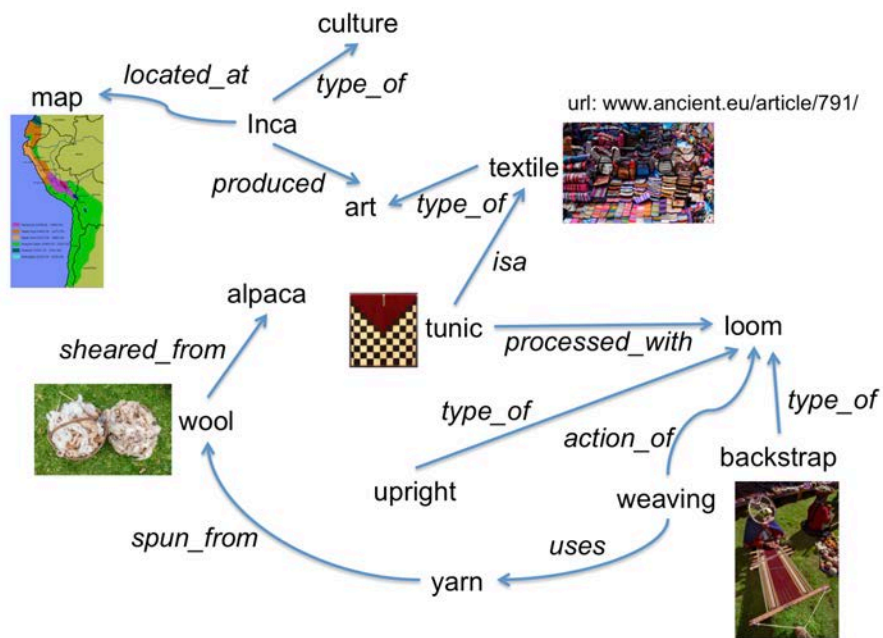 culture
located_at
type_of
map
Inca
url: www.ancient.eu/article/791/
produced
textile
art
type_of
isa
alpaca
tunic
loom
processed_with
sheared_from
type_of
type_of
wool
action_of
backstrap
upright
weaving
spun_from
uses
yarn